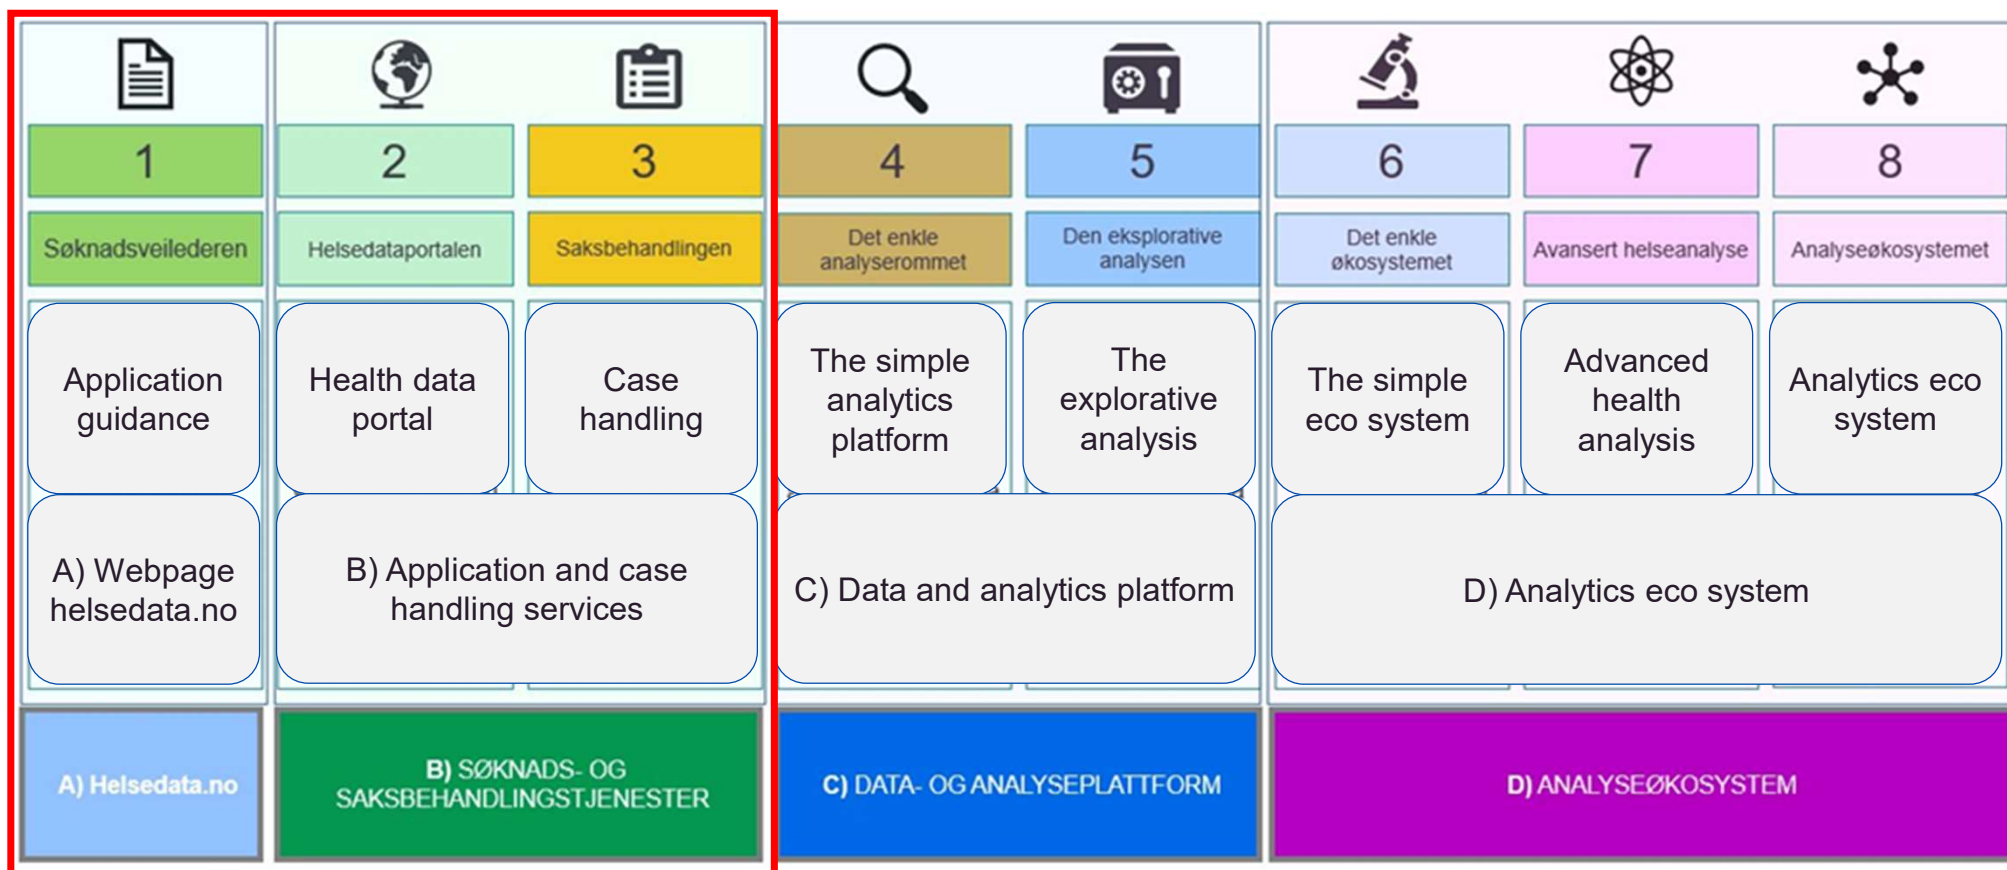 1
2
3
4
5
6
7
8
Søknadsveilederen
Helsedataportalen
Saksbehandlingen
Det enkle
analyserommet
Den eksplorative
analysen
Det enkle
økosystemet
Avansert helseanalyse
Analyseøkosystemet
Application
guidance
Health data
portal
Case
handling
The simple
analytics
platform
The
explorative
analysis
The simple
eco system
Advanced
health
analysis
Analytics eco
system
A) Webpage
helsedata.no
B) Application and case
handling services
C) Data and analytics platform
D) Analytics eco system
A) Helsedata.no
B) SØKNADS- OG
SAKSBEHANDLINGSTJENESTER
C) DATA- OG ANALYSEPLATTFORM
D) ANALYSEØKOSYSTEM